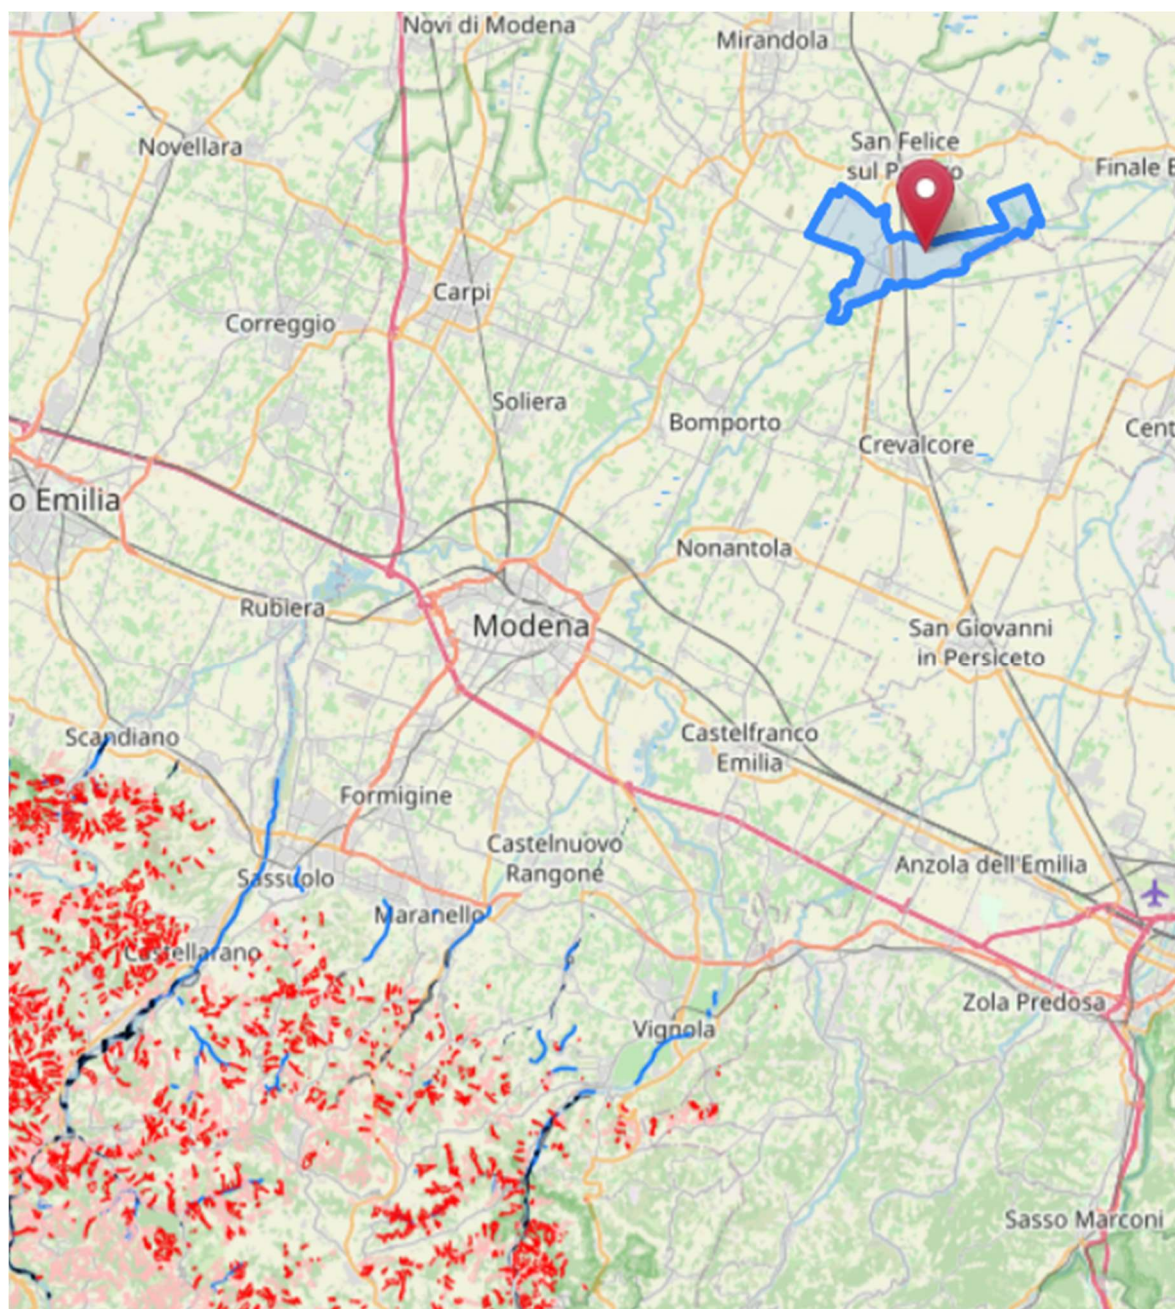 Novi di Modena
Mirandola
San Felice
sul P o
Novellara
Finale E
Carpi
Correggio
Soliera
Bomporto
Crevalcore
Cent
o Emilia
Nonantola
Rubiera
Modena
San Giovanni
in Persiceto
Scandiano
Castelfranco
Emilia
Formigine
Castelnuovo
Rangone
Anzola dell'Emilia
Sassuolo
Maranello
Castellarano
Zola Predosa
Vignola
Sasso Marconi